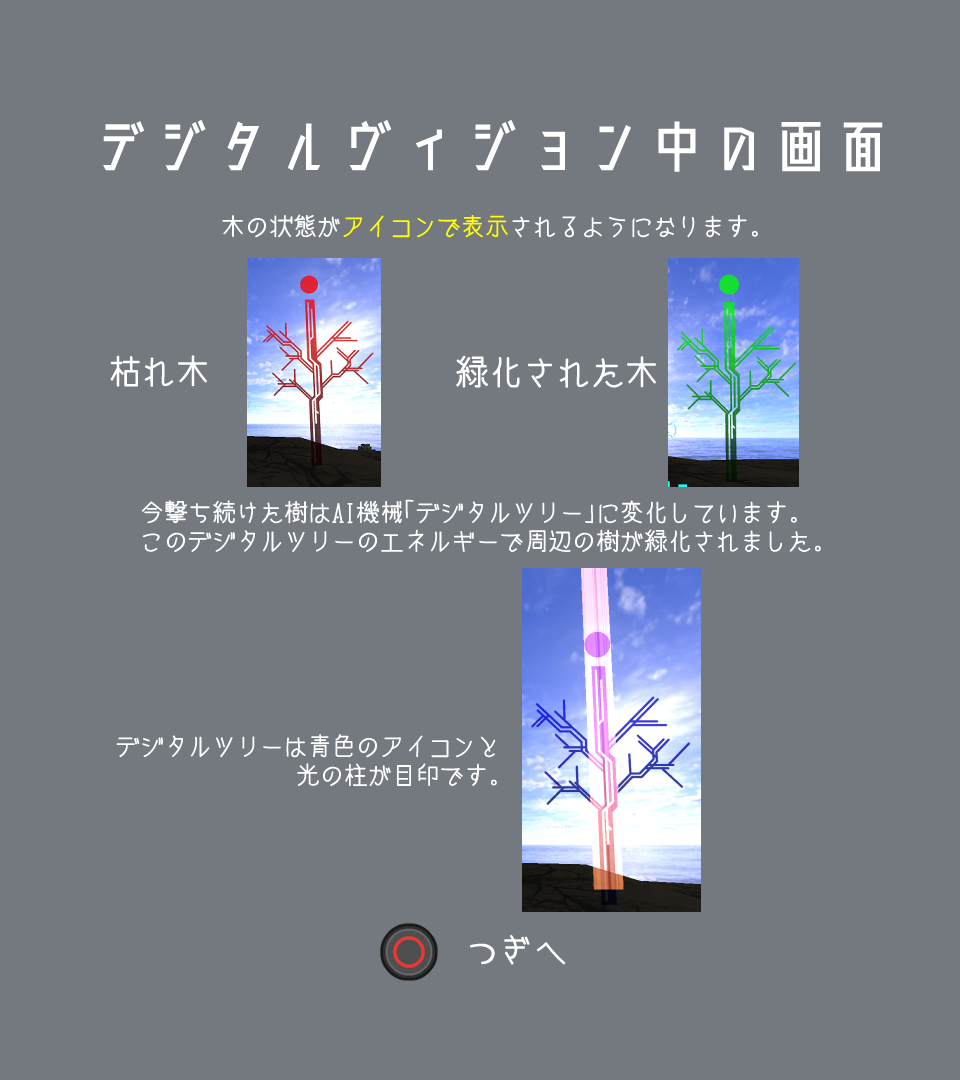 デジタルヴィジョン中の画面
木の状態がアイコンで表示されるようになります。
枯れ木
緑化された木
今撃ち続けた樹はAI機械「デジタルツリー」に変化しています。
このデジタルツリーのエネルギーで周辺の樹が緑化されました。
デジタルツリーは青色のアイコンと
光の柱が目印です。
つぎへ